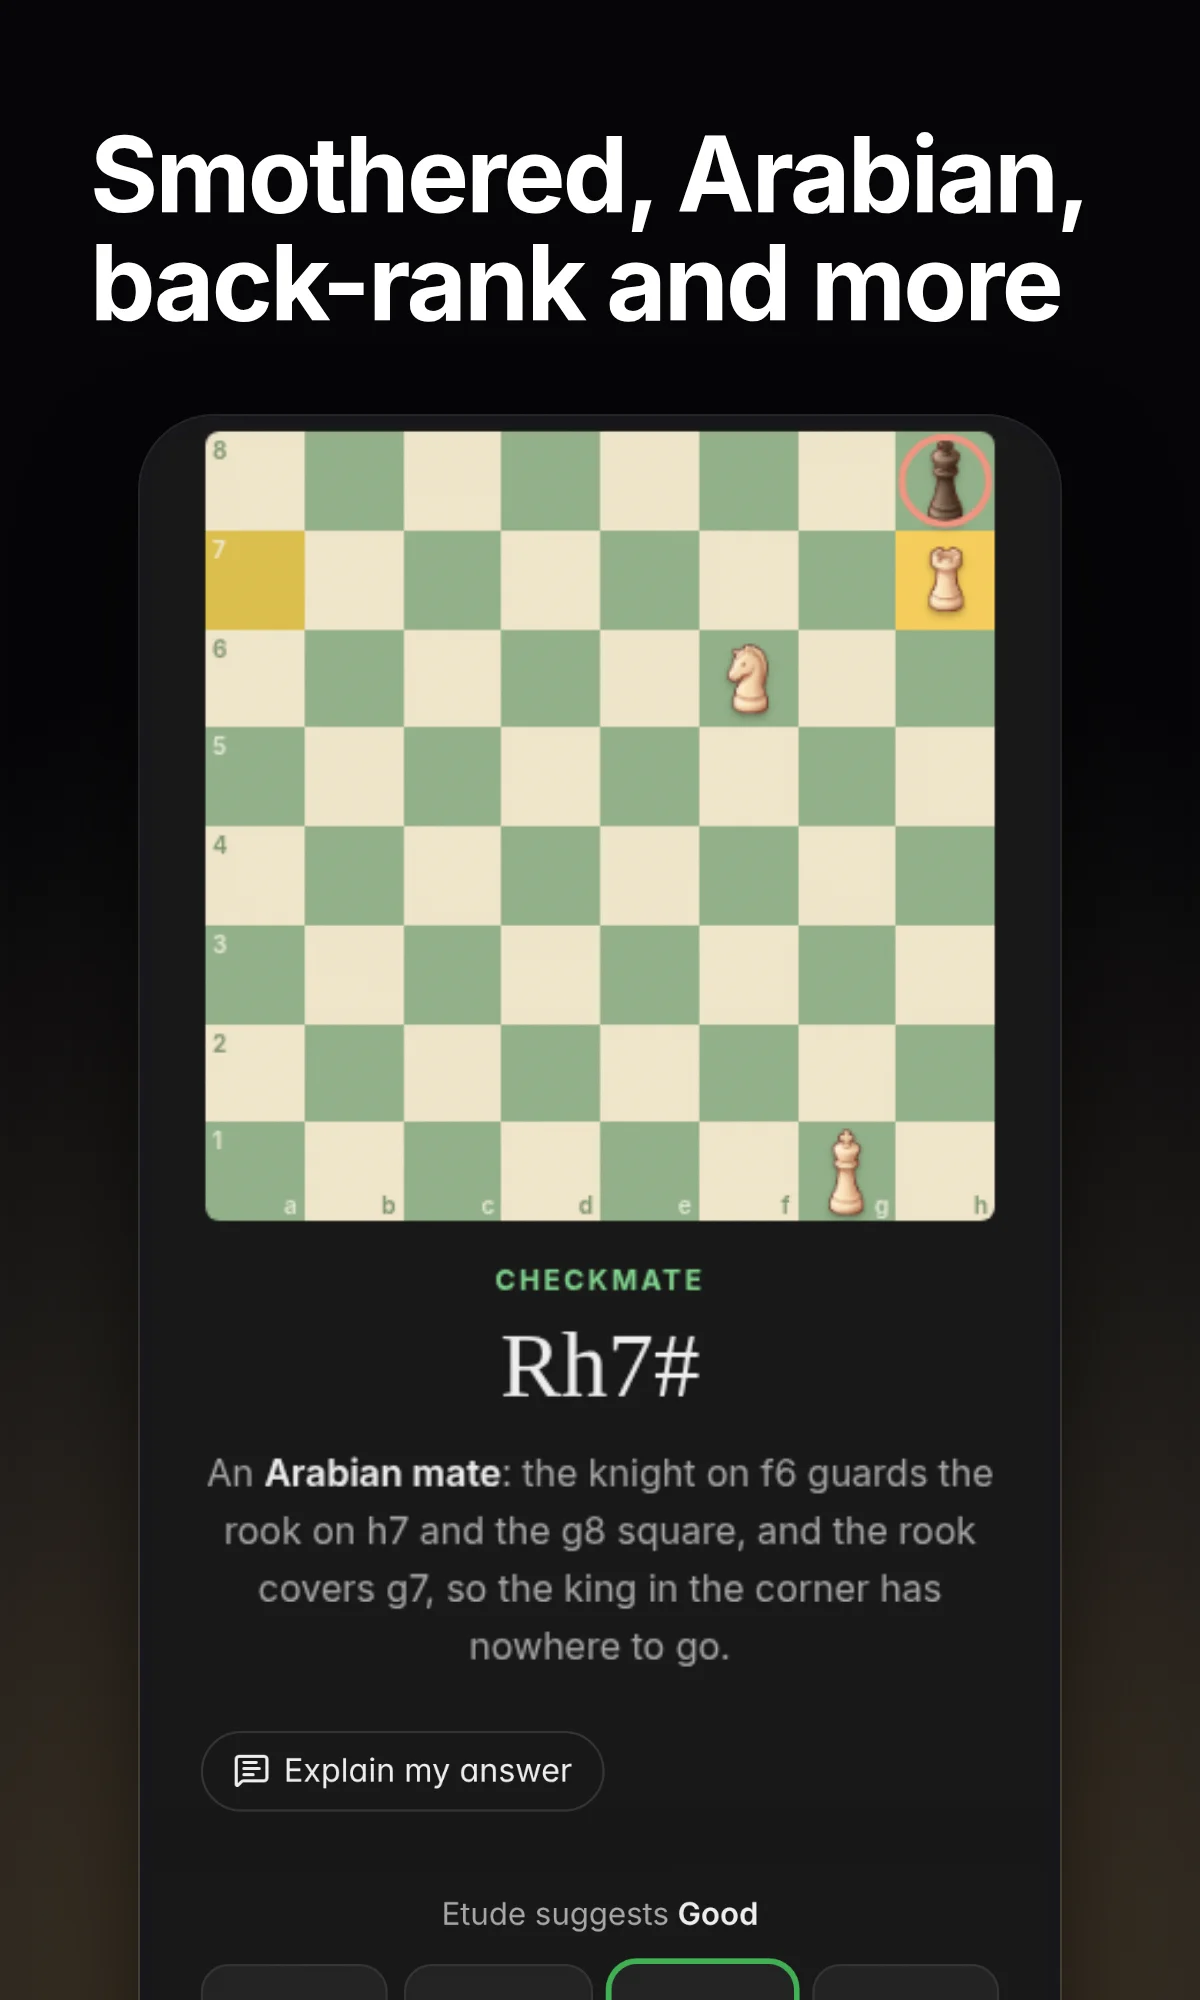 Smothered, Arabian,
back-rank and more
8
7
6
5
4
3
2
1
a b c d e f g h
CHECKMATE
Rh7#
An Arabian mate: the knight on f6 guards the
rook on h7 and the g8 square, and the rook
covers g7, so the king in the corner has
nowhere to go.
Explain my answer
Etude suggests Good